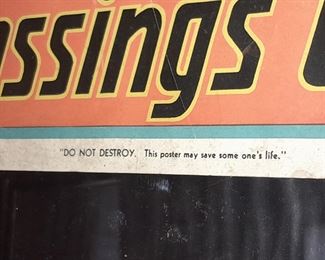 ssings
"DO NOT DESTROY. This poster may save some one's life."